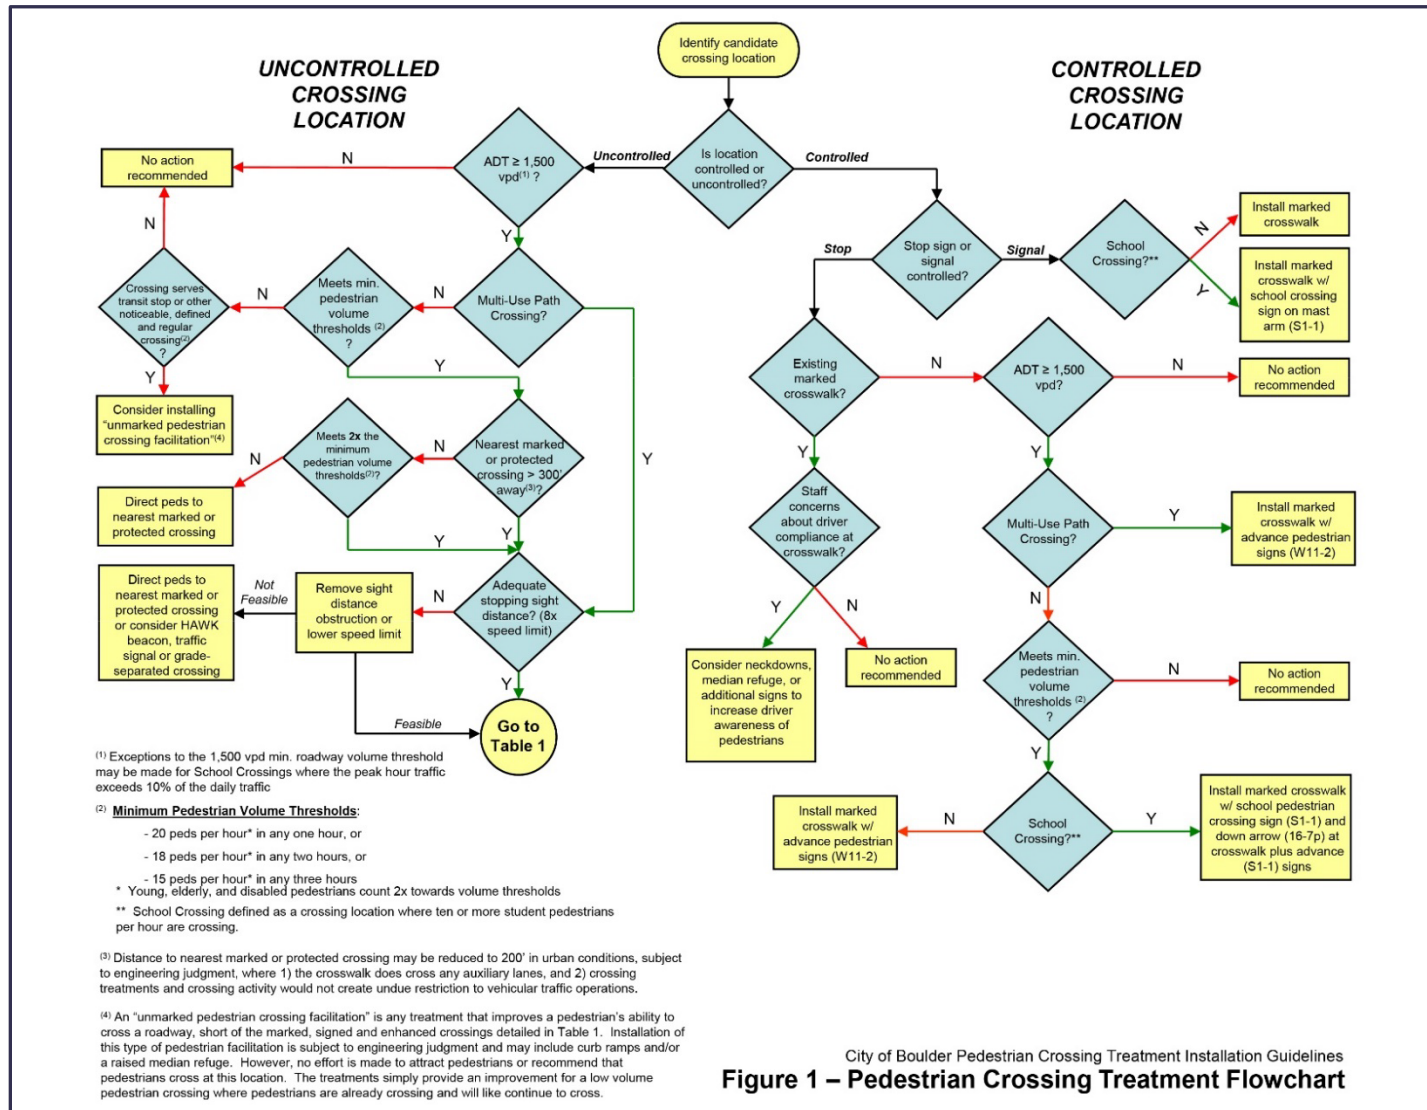 Identify candidate
crossing location
UNCONTROLLED
CROSSING
LOCATION
CONTROLLED
CROSSING
LOCATION
No action
recommended
N
ADT ≥ 1,500
vpd(1) ?
Uncontrolled
Is location
controlled or
uncontrolled?
Controlled
N
Y
Stop
Stop sign or
signal
controlled?
Signal
School
Crossing?**
N
Install marked
crosswalk
Y
Install marked
crosswalk w/
school crossing
sign on mast
arm (S1-1)
Crossing serves
transit stop or other
noticeable, defined
and regular
crossing(2)
?
N
Meets min.
pedestrian
volume
thresholds (2)
?
N
Multi-Use Path
Crossing?
Y
Y
Existing
marked
crosswalk?
N
ADT ≥ 1,500
vpd?
N
No action
recommended
Consider installing
"unmarked pedestrian
crossing facilitation"(4)
Meets 2x the
minimum
pedestrian volume
thresholds(2)?
N
Nearest marked
or protected
crossing > 300'
away(3)?
Y
Y
Y
N
Direct peds to
nearest marked or
protected crossing
Y
Y
Staff
concerns
about driver
compliance at
crosswalk?
Multi-Use Path
Crossing?
Y
Install marked
crosswalk w/
advance pedestrian
signs (W11-2)
Direct peds to
nearest marked or
protected crossing
or consider HAWK
beacon, traffic
signal or grade-
separated crossing
Not
Feasible
Remove sight
distance
obstruction or
lower speed limit
N
Adequate
stopping sight
distance? (8x
speed limit)
Y
N
N
Y
Consider neckdowns,
median refuge, or
additional signs to
increase driver
awareness of
pedestrians
No action
recommended
Meets min.
pedestrian
volume
thresholds (2)
?
N
No action
recommended
Feasible
Go to
Table 1
Y
Install marked
crosswalk w/
advance pedestrian
signs (W11-2)
N
School
Crossing?**
Y
Install marked crosswalk
w/ school pedestrian
crossing sign (S1-1) and
down arrow (16-7p) at
crosswalk plus advance
(S1-1) signs
(1) Exceptions to the 1,500 vpd min. roadway volume threshold
may be made for School Crossings where the peak hour traffic
exceeds 10% of the daily traffic
(2) Minimum Pedestrian Volume Thresholds:
- 20 peds per hour* in any one hour, or
- 18 peds per hour* in any two hours, or
- 15 peds per hour* in any three hours
* Young, elderly, and disabled pedestrians count 2x towards volume thresholds
** School Crossing defined as a crossing location where ten or more student pedestrians
per hour are crossing.
(3) Distance to nearest marked or protected crossing may be reduced to 200' in urban conditions, subject
to engineering judgment, where 1) the crosswalk does cross any auxiliary lanes, and 2) crossing
treatments and crossing activity would not create undue restriction to vehicular traffic operations.
(4) An "unmarked pedestrian crossing facilitation" is any treatment that improves a pedestrian's ability to
cross a roadway, short of the marked, signed and enhanced crossings detailed in Table 1. Installation of
this type of pedestrian facilitation is subject to engineering judgment and may include curb ramps and/or
a raised median refuge. However, no effort is made to attract pedestrians or recommend that
pedestrians cross at this location. The treatments simply provide an improvement for a low volume
pedestrian crossing where pedestrians are already crossing and will like continue to cross.
City of Boulder Pedestrian Crossing Treatment Installation Guidelines
Figure 1 – Pedestrian Crossing Treatment Flowchart